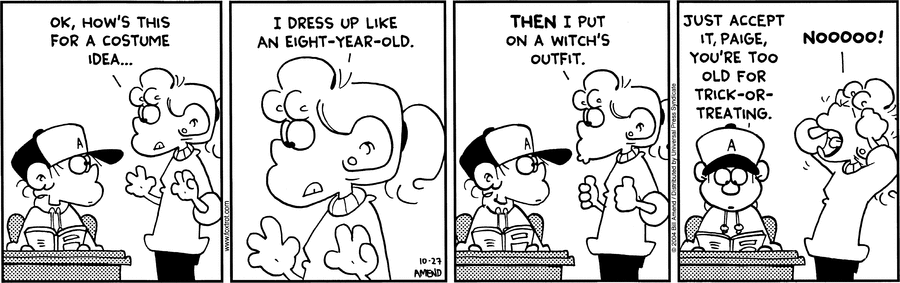 OK, HOW'S THIS
FOR A COSTUME
IDEA...
A
www.foxtrot.com
I DRESS UP LIKE
AN EIGHT-YEAR-OLD.
10-27
AMEND
THEN I PUT
ON A WITCH'S
OUTFIT.
A
© 2004 Bill Amend / Distributed by Universal Press Syndicate
JUST ACCEPT
IT, PAIGE,
YOU'RE TOO
OLD FOR
TRICK-OR-
TREATING.
NOOOOO!
A